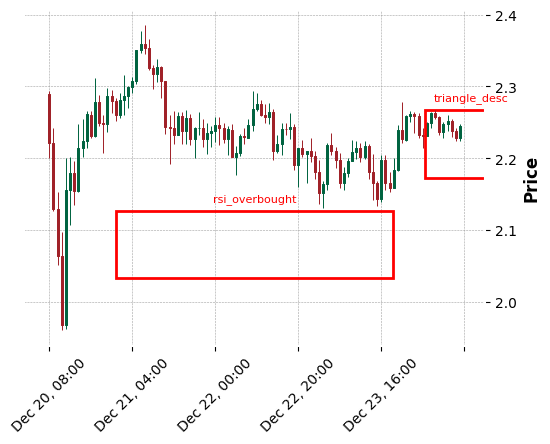 2.4
2.3
2.2
2.1
2.0
Price
triangle_desc
rsi_overbought
Dec 20, 08:00
Dec 21, 04:00
Dec 22, 00:00
Dec 22, 20:00
Dec 23, 16:00